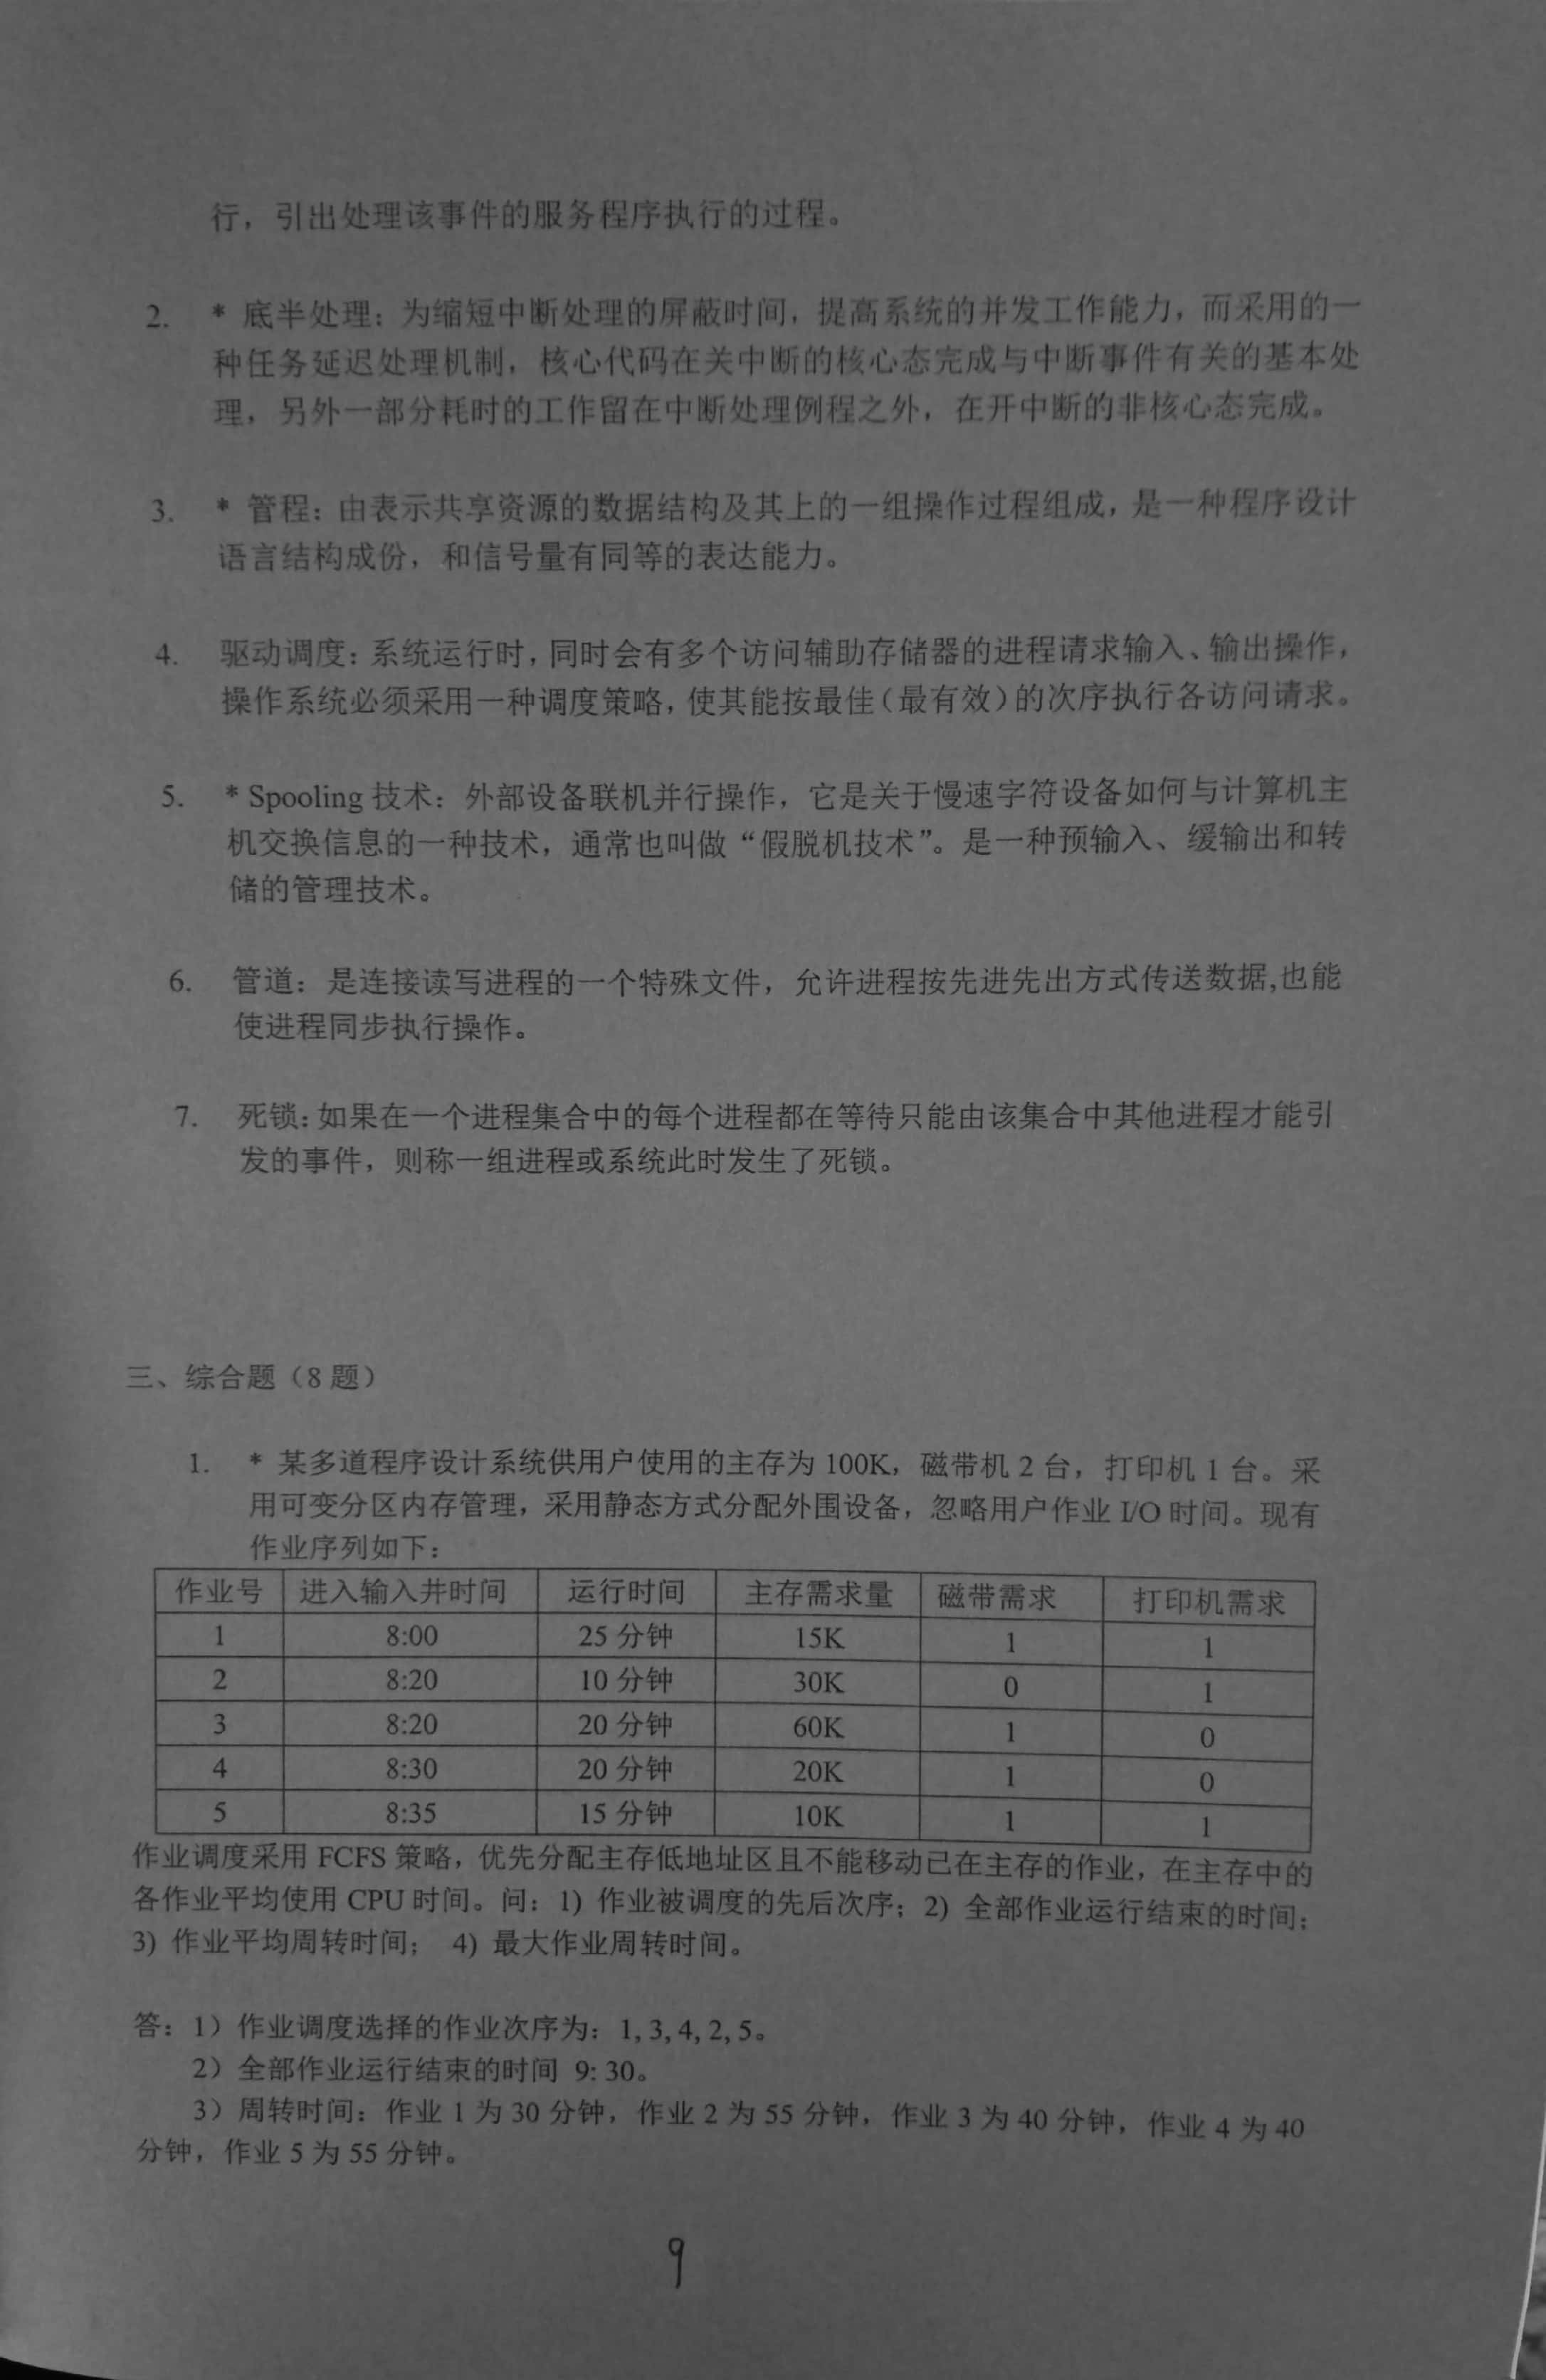 行，引出处理该事件的服务程序执行的过程。
2. * 底半处理：为缩短中断处理的屏蔽时间，提高系统的并发工作能力，而采用的一
种任务延迟处理机制，核心代码在关中断的核心态完成与中断事件有关的基本处
理，另外一部分耗时的工作留在中断处理例程之外，在开中断的非核心态完成。
3. * 管程：由表示共享资源的数据结构及其上的一组操作过程组成，是一种程序设计
语言结构成份，和信号量有同等的表达能力。
4. 驱动调度：系统运行时，同时会有多个访问辅助存储器的进程请求输入、输出操作，
操作系统必须采用一种调度策略，使其能按最佳（最有效）的次序执行各访问请求。
5. * Spooling 技术：外部设备联机并行操作，它是关于慢速字符设备如何与计算机主
机交换信息的一种技术，通常也叫做“假脱机技术”。是一种预输入、缓输出和转
储的管理技术。
6. 管道：是连接读写进程的一个特殊文件，允许进程按先进先出方式传送数据,也能
使进程同步执行操作。
7. 死锁：如果在一个进程集合中的每个进程都在等待只能由该集合中其他进程才能引
发的事件，则称一组进程或系统此时发生了死锁。
三、综合题（8 题）
1. * 某多道程序设计系统供用户使用的主存为 100K，磁带机 2 台，打印机 1 台。采
用可变分区内存管理，采用静态方式分配外围设备，忽略用户作业 I/O 时间。现有
作业序列如下：
作业号 进入输入井时间 运行时间 主存需求量 磁带需求 打印机需求
1 8:00 25 分钟 15K 1 1
2 8:20 10 分钟 30K 0 1
3 8:20 20 分钟 60K 1 0
4 8:30 20 分钟 20K 1 0
5 8:35 15 分钟 10K 1 1
作业调度采用 FCFS 策略，优先分配主存低地址区且不能移动已在主存的作业，在主存中的
各作业平均使用 CPU 时间。问：1) 作业被调度的先后次序；2) 全部作业运行结束的时间；
3) 作业平均周转时间； 4) 最大作业周转时间。
答：1）作业调度选择的作业次序为：1, 3, 4, 2, 5。
2）全部作业运行结束的时间 9: 30。
3）周转时间：作业 1 为 30 分钟，作业 2 为 55 分钟，作业 3 为 40 分钟，作业 4 为 40
分钟，作业 5 为 55 分钟。
9